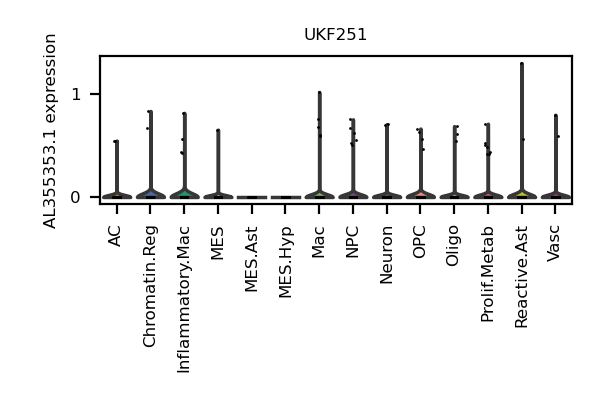 UKF251
AL355353.1 expression
1
0
AC
Chromatin.Reg
Inflammatory.Mac
MES
MES.Ast
MES.Hyp
Mac
NPC
Neuron
OPC
Oligo
Prolif.Metab
Reactive.Ast
Vasc